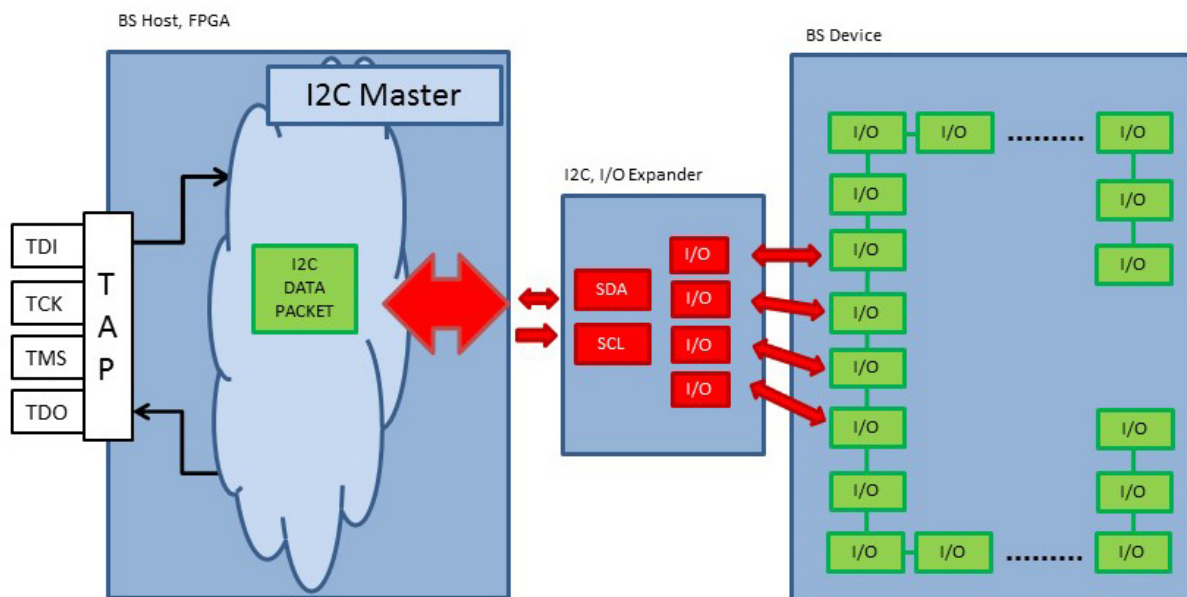 BS Host, FPGA
I2C Master
TDI
TCK
TMS
TDO
T
A
P
I2C
DATA
PACKET
I2C, I/O Expander
SDA
SCL
I/O
I/O
I/O
I/O
BS Device
I/O I/O ......... I/O
I/O I/O
I/O I/O
I/O
I/O
I/O I/O
I/O I/O
I/O I/O ......... I/O